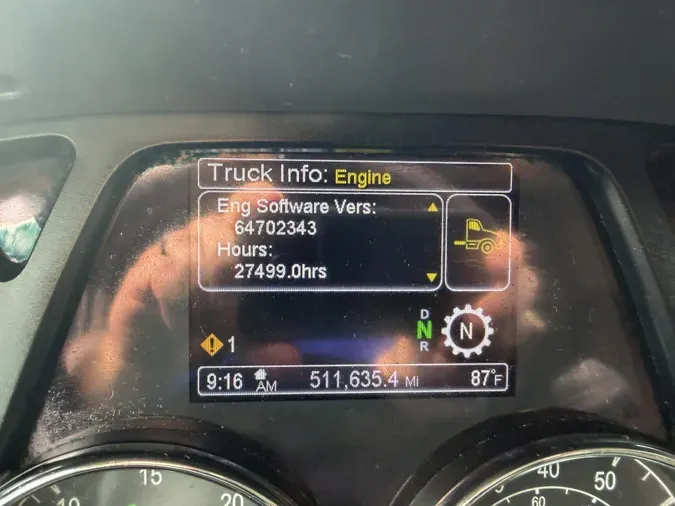 Truck Info: Engine
Eng Software Vers:
64702343
Hours:
27499.0hrs
! 1
D
N
R
N
9:16 AM 511,635.4 Mi 87°F
10 15 20
40 50
60